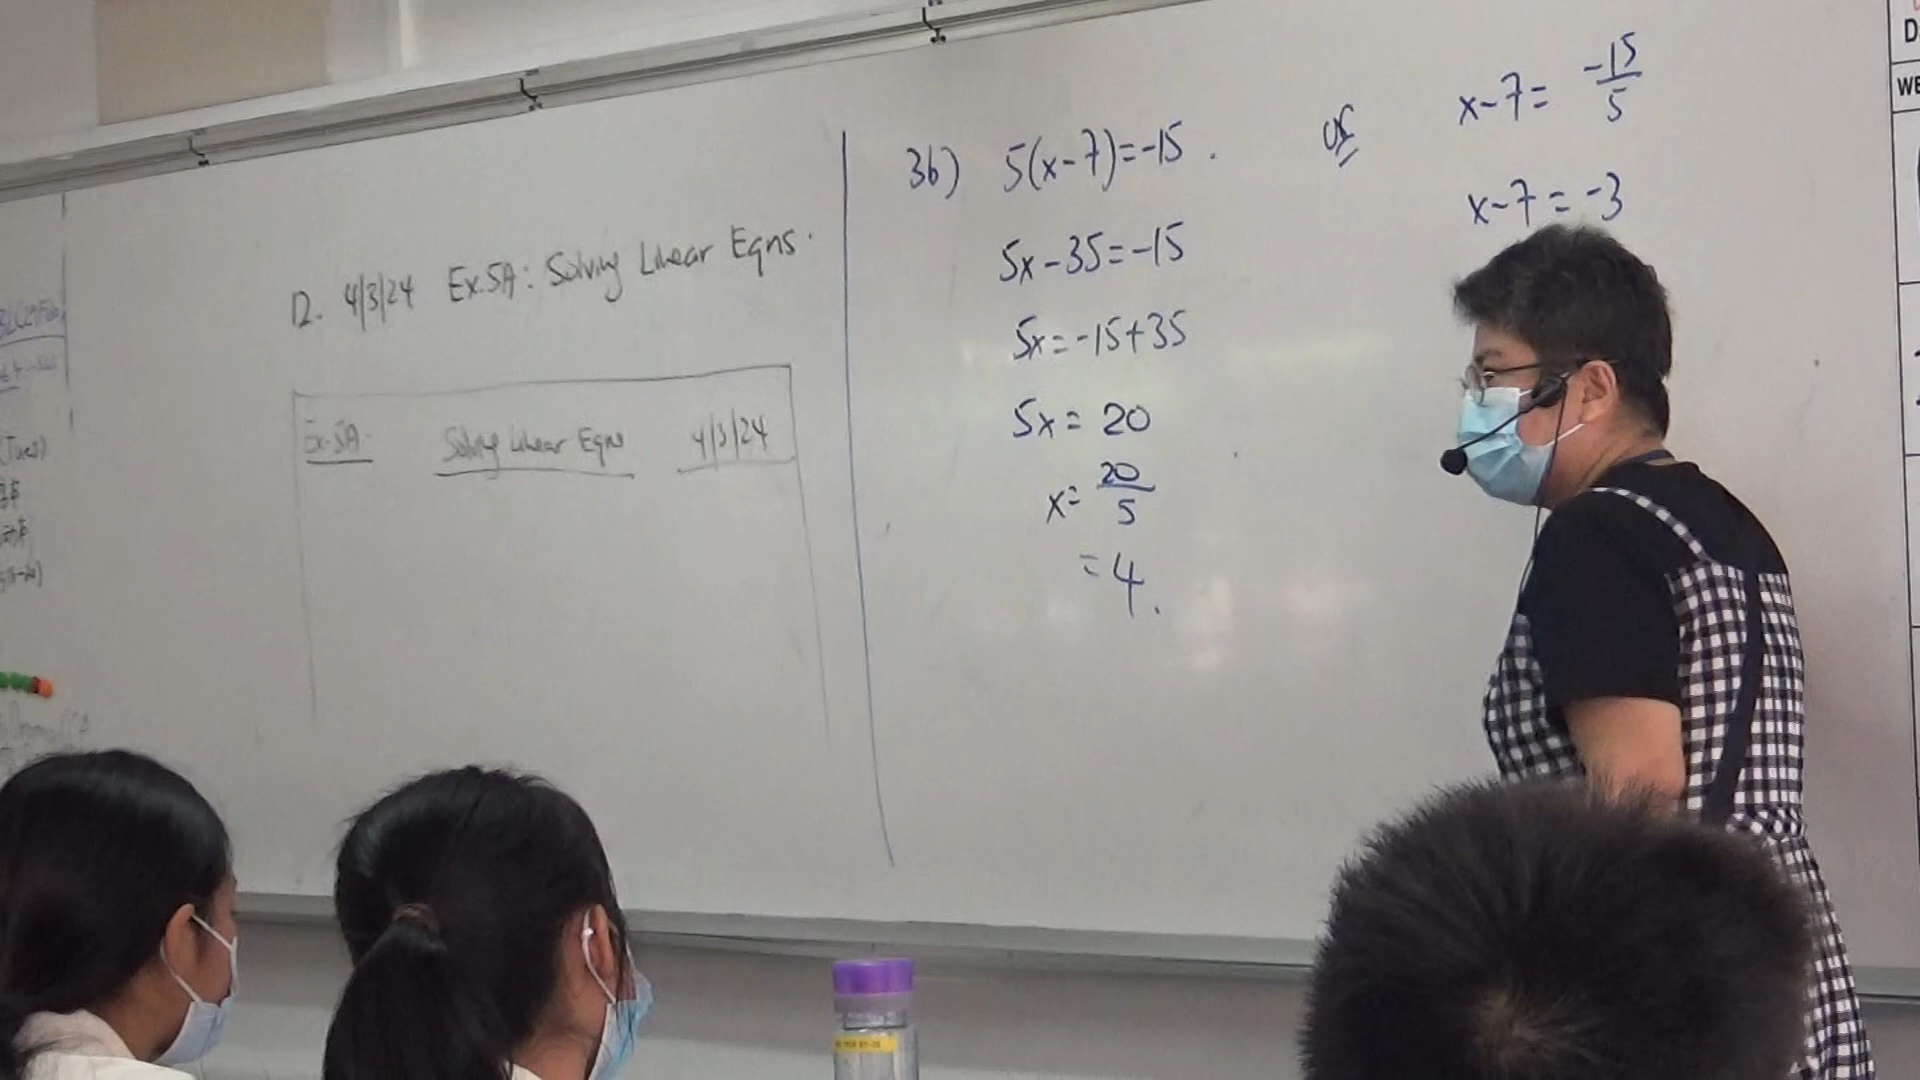 12. 4/3/24 Ex.5A: Solving Linear Eqns.
Ex.5A. Solving Linear Eqns 4/3/24
3b) 5(x-7)=-15.
5x-35=-15
5x=-15+35
5x=20
x=20/5
=4.
or
x-7=-15/5
x-7=-3
(Tues)
D
WE